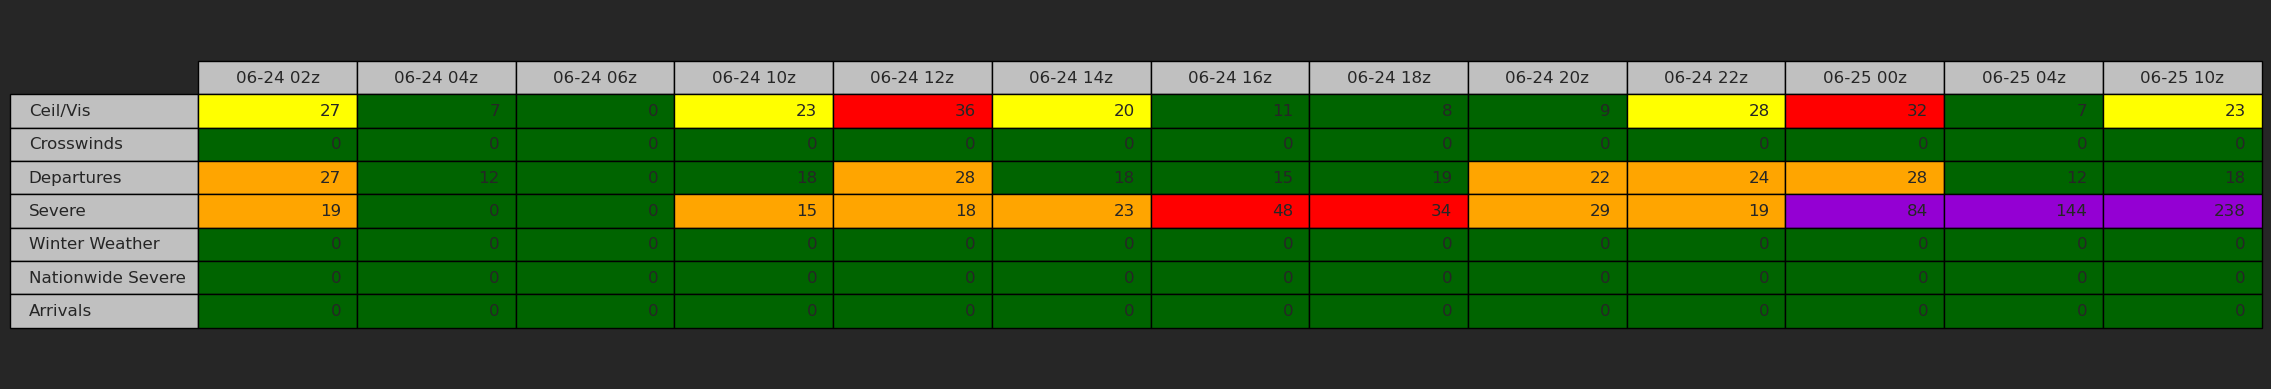 06-24 02z 06-24 04z 06-24 06z 06-24 10z 06-24 12z 06-24 14z 06-24 16z 06-24 18z 06-24 20z 06-24 22z 06-25 00z 06-25 04z 06-25 10z
Ceil/Vis 27 7 0 23 36 20 11 8 9 28 32 7 23
Crosswinds 0 0 0 0 0 0 0 0 0 0 0 0 0
Departures 27 12 0 18 28 18 15 19 22 24 28 12 18
Severe 19 0 0 15 18 23 48 34 29 19 84 144 238
Winter Weather 0 0 0 0 0 0 0 0 0 0 0 0 0
Nationwide Severe 0 0 0 0 0 0 0 0 0 0 0 0 0
Arrivals 0 0 0 0 0 0 0 0 0 0 0 0 0